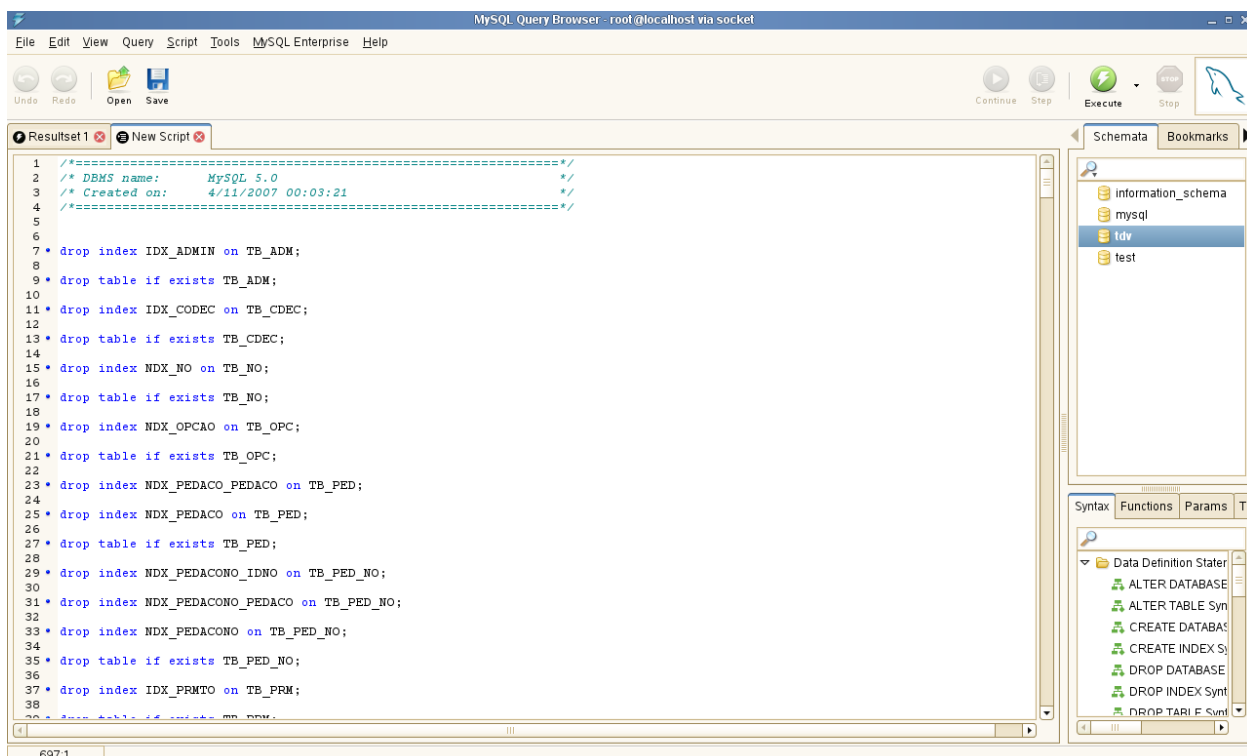 MySQL Query Browser - root@localhost via socket
File Edit View Query Script Tools MySQL Enterprise Help
Undo Redo Open Save Continue Step Execute Stop
STOP
Resultset 1 New Script Schemata Bookmarks
1 /*==============================================================*/
2 /* DBMS name:      MySQL 5.0                                    */
3 /* Created on:     4/11/2007 00:03:21                           */
4 /*==============================================================*/
5
6
7 drop index IDX_ADMIN on TB_ADM;
8
9 drop table if exists TB_ADM;
10
11 drop index IDX_CODEC on TB_CDEC;
12
13 drop table if exists TB_CDEC;
14
15 drop index NDX_NO on TB_NO;
16
17 drop table if exists TB_NO;
18
19 drop index NDX_OPCAO on TB_OPC;
20
21 drop table if exists TB_OPC;
22
23 drop index NDX_PEDACO_PEDACO on TB_PED;
24
25 drop index NDX_PEDACO on TB_PED;
26
27 drop table if exists TB_PED;
28
29 drop index NDX_PEDACONO_IDNO on TB_PED_NO;
30
31 drop index NDX_PEDACONO_PEDACO on TB_PED_NO;
32
33 drop index NDX_PEDACONO on TB_PED_NO;
34
35 drop table if exists TB_PED_NO;
36
37 drop index IDX_PRMTO on TB_PRM;
38
information_schema
mysql
tdv
test
Syntax Functions Params T
Data Definition Stater
ALTER DATABASE
ALTER TABLE Syn
CREATE DATABAS
CREATE INDEX Sy
DROP DATABASE
DROP INDEX Synt
DROP TABLE Synt
697:1